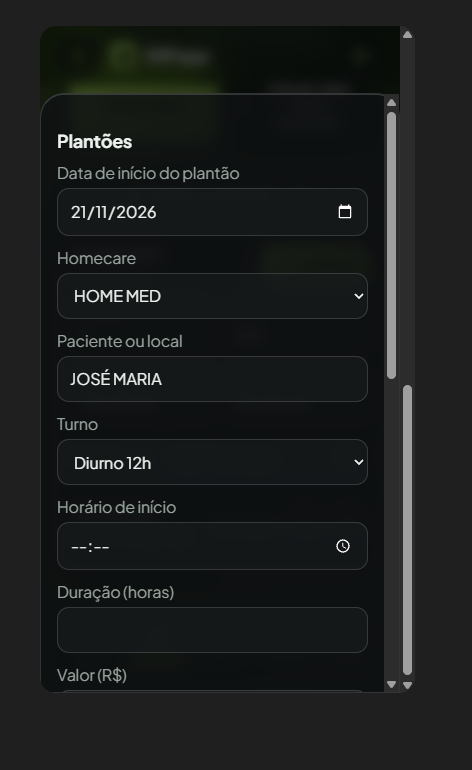 Plantões
Data de início do plantão
21/11/2026
Homecare
HOME MED
Paciente ou local
JOSÉ MARIA
Turno
Diurno 12h
Horário de início
--:--
Duração (horas)
Valor (R$)